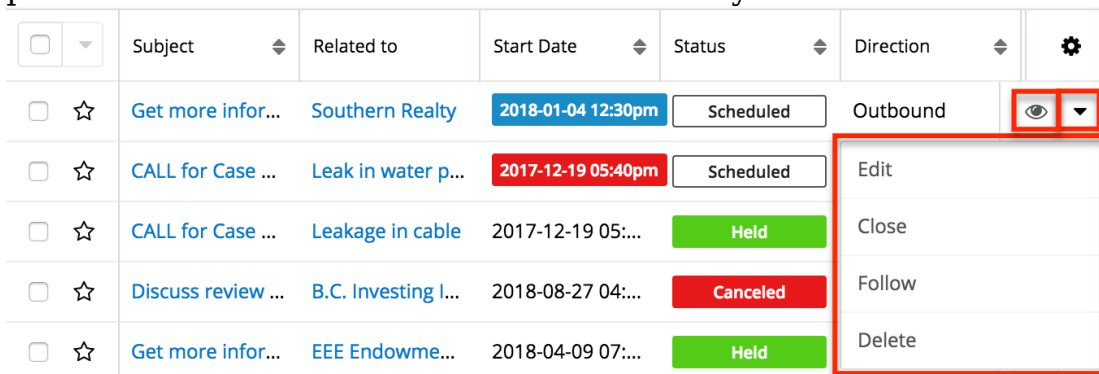 Subject Related to Start Date Status Direction
Get more infor... Southern Realty 2018-01-04 12:30pm Scheduled Outbound
CALL for Case ... Leak in water p... 2017-12-19 05:40pm Scheduled Edit
CALL for Case ... Leakage in cable 2017-12-19 05:... Held Close
Discuss review ... B.C. Investing I... 2018-08-27 04:... Canceled Follow
Get more infor... EEE Endowme... 2018-04-09 07:... Held Delete